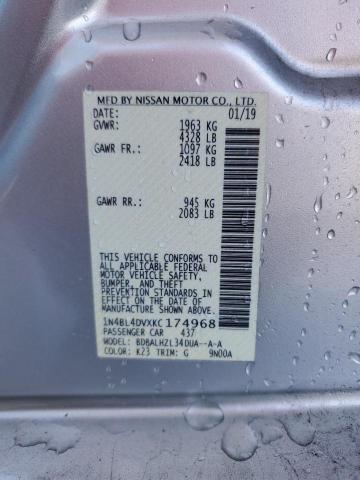 MFD BY NISSAN MOTOR CO., LTD.
DATE: 01/19
GVWR: 1963 KG
4328 LB
GAWR FR.: 1097 KG
2418 LB
GAWR RR.: 945 KG
2083 LB
THIS VEHICLE CONFORMS TO
ALL APPLICABLE FEDERAL
MOTOR VEHICLE SAFETY,
BUMPER, AND THEFT
PREVENTION STANDARDS IN
EFFECT ON THE DATE OF
MANUFACTURE SHOWN ABOVE.
1N4BL4DVXKC174968
PASSENGER CAR 437
MODEL: BDBALHZL34DUA--A-A
COLOR: K23 TRIM: G 9N00A